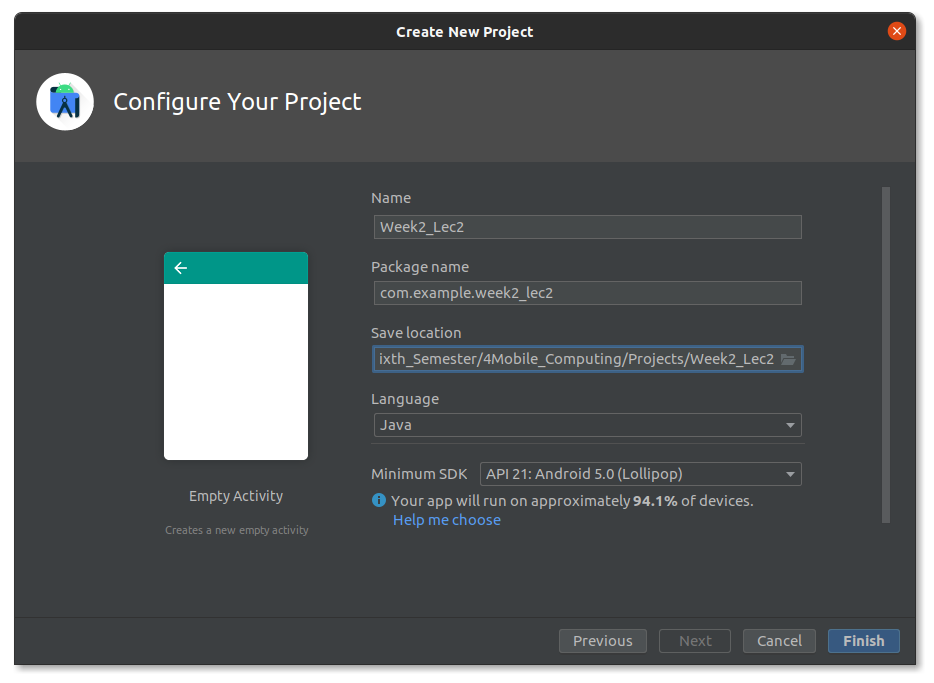 Create New Project
Configure Your Project
Name
Week2_Lec2
Package name
com.example.week2_lec2
Save location
ixth_Semester/4Mobile_Computing/Projects/Week2_Lec2
Language
Java
Minimum SDK API 21: Android 5.0 (Lollipop)
Your app will run on approximately 94.1% of devices.
Help me choose
Empty Activity
Creates a new empty activity
Previous Next Cancel Finish